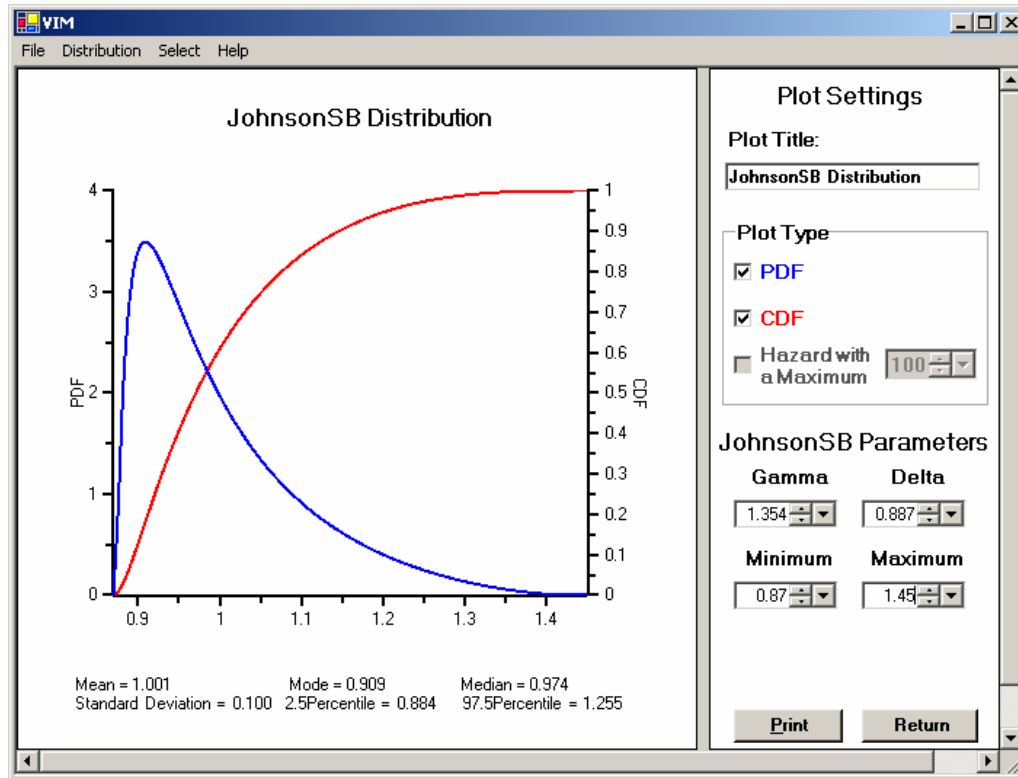 VIM
File Distribution Select Help
JohnsonSB Distribution
4
3
2
1
0
PDF
1
0.9
0.8
0.7
0.6
0.5
0.4
0.3
0.2
0.1
0
CDF
0.9 1 1.1 1.2 1.3 1.4
Mean = 1.001 Mode = 0.909 Median = 0.974
Standard Deviation = 0.100 2.5Percentile = 0.884 97.5Percentile = 1.255
Plot Settings
Plot Title:
JohnsonSB Distribution
Plot Type
PDF
CDF
Hazard with
a Maximum
100
JohnsonSB Parameters
Gamma Delta
1.354 0.887
Minimum Maximum
0.87 1.45
Print Return